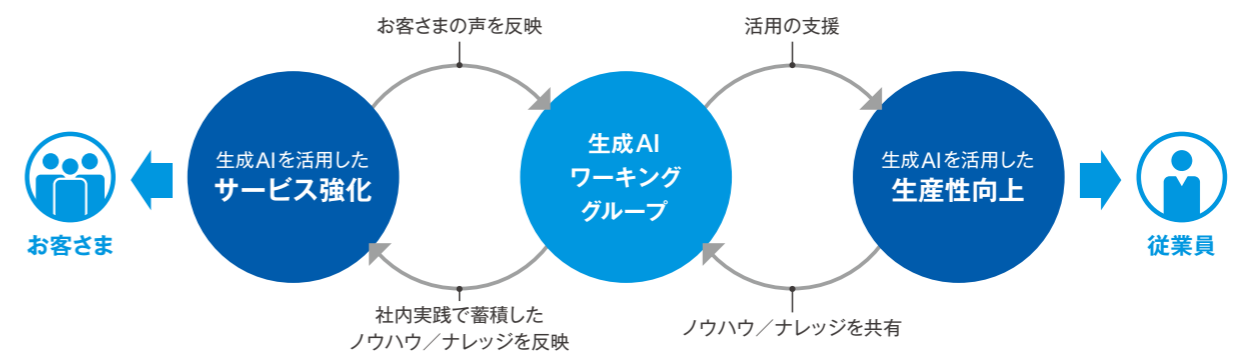 お客さまの声を反映
活用の支援
生成AIを活用した
サービス強化
生成AI
ワーキング
グループ
生成AIを活用した
生産性向上
お客さま
従業員
社内実践で蓄積した
ノウハウ／ナレッジを反映
ノウハウ／ナレッジを共有